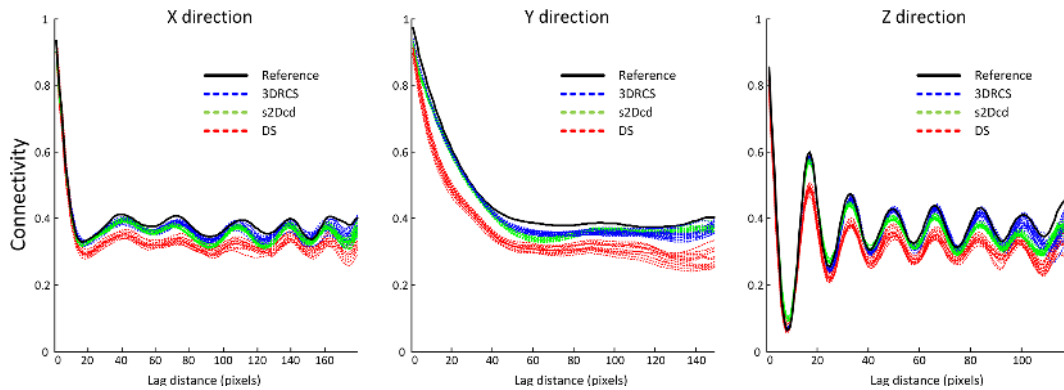 X direction
Y direction
Z direction
1
0.8
0.6
0.4
0.2
0
Connectivity
Reference
3DRCS
s2Dcd
DS
0 20 40 60 80 100 120 140 160
Lag distance (pixels)
1
0.8
0.6
0.4
0.2
0
Reference
3DRCS
s2Dcd
DS
0 20 40 60 80 100 120 140
Lag distance (pixels)
1
0.8
0.6
0.4
0.2
0
Reference
3DRCS
s2Dcd
DS
0 20 40 60 80 100
Lag distance (pixels)